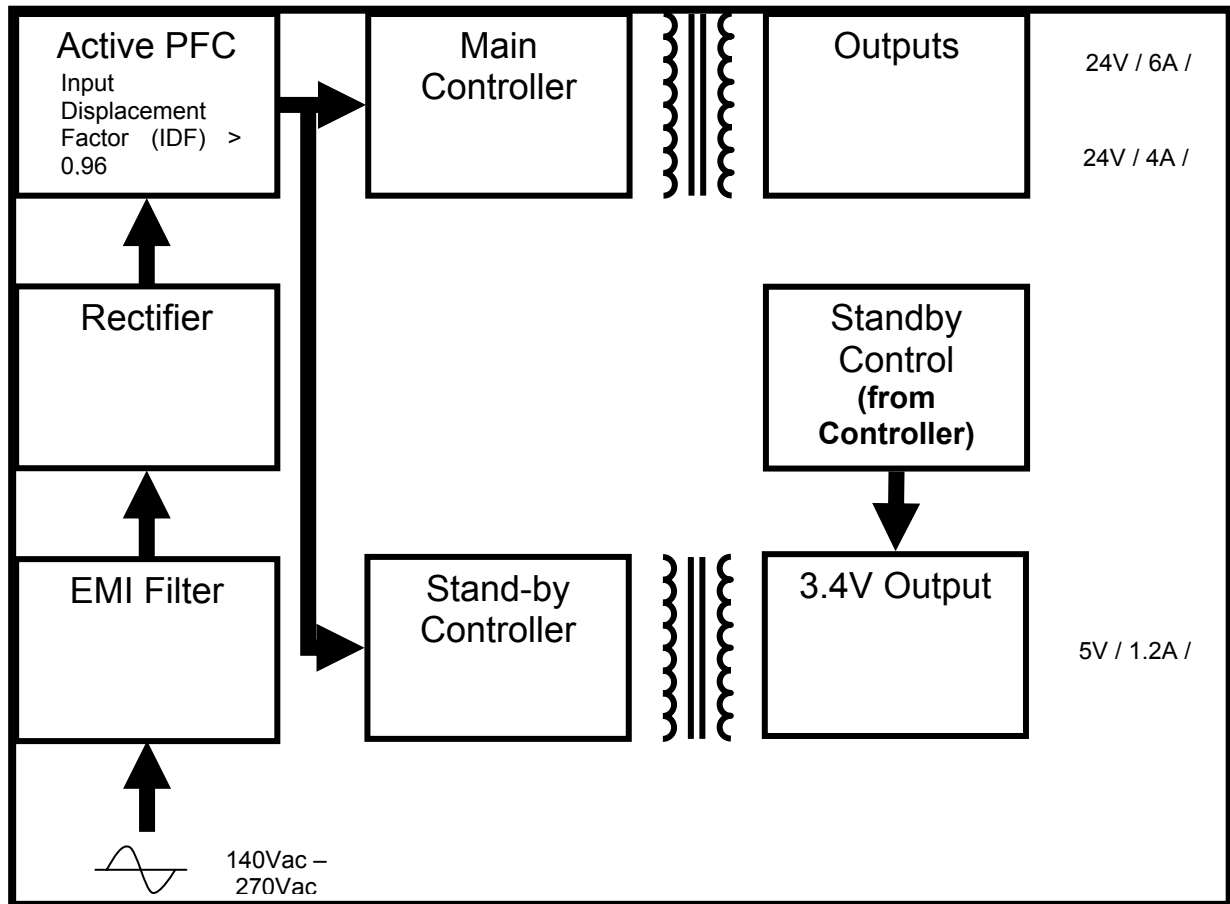 Active PFC
Input
Displacement
Factor (IDF) >
0.96
Main
Controller
Outputs
24V / 6A /
24V / 4A /
Rectifier
Standby
Control
(from
Controller)
EMI Filter
Stand-by
Controller
3.4V Output
5V / 1.2A /
140Vac –
270Vac